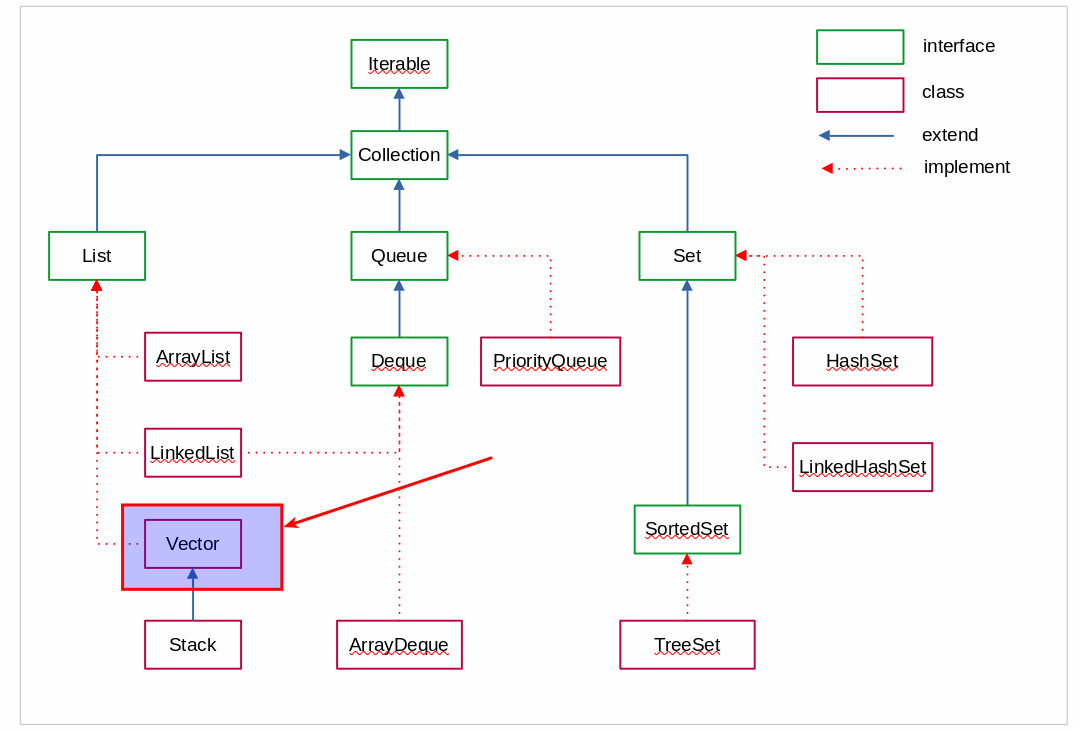 interface
Iterable
class
extend
Collection
implement
List
Queue
Set
ArrayList
Deque
PriorityQueue
HashSet
LinkedList
LinkedHashSet
SortedSet
Vector
Stack
ArrayDeque
TreeSet